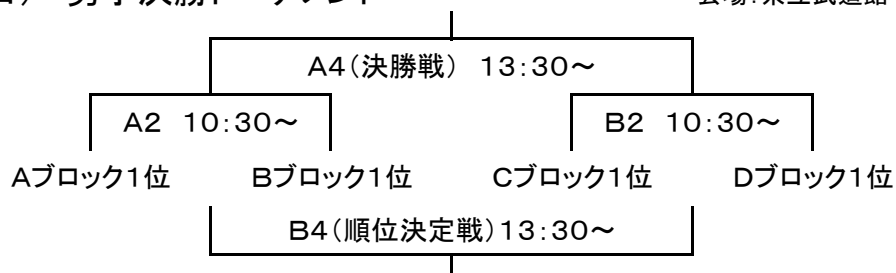 A4(決勝戦) 13:30～
A2 10:30～ B2 10:30～
Aブロック1位 Bブロック1位 Cブロック1位 Dブロック1位
B4(順位決定戦)13:30～